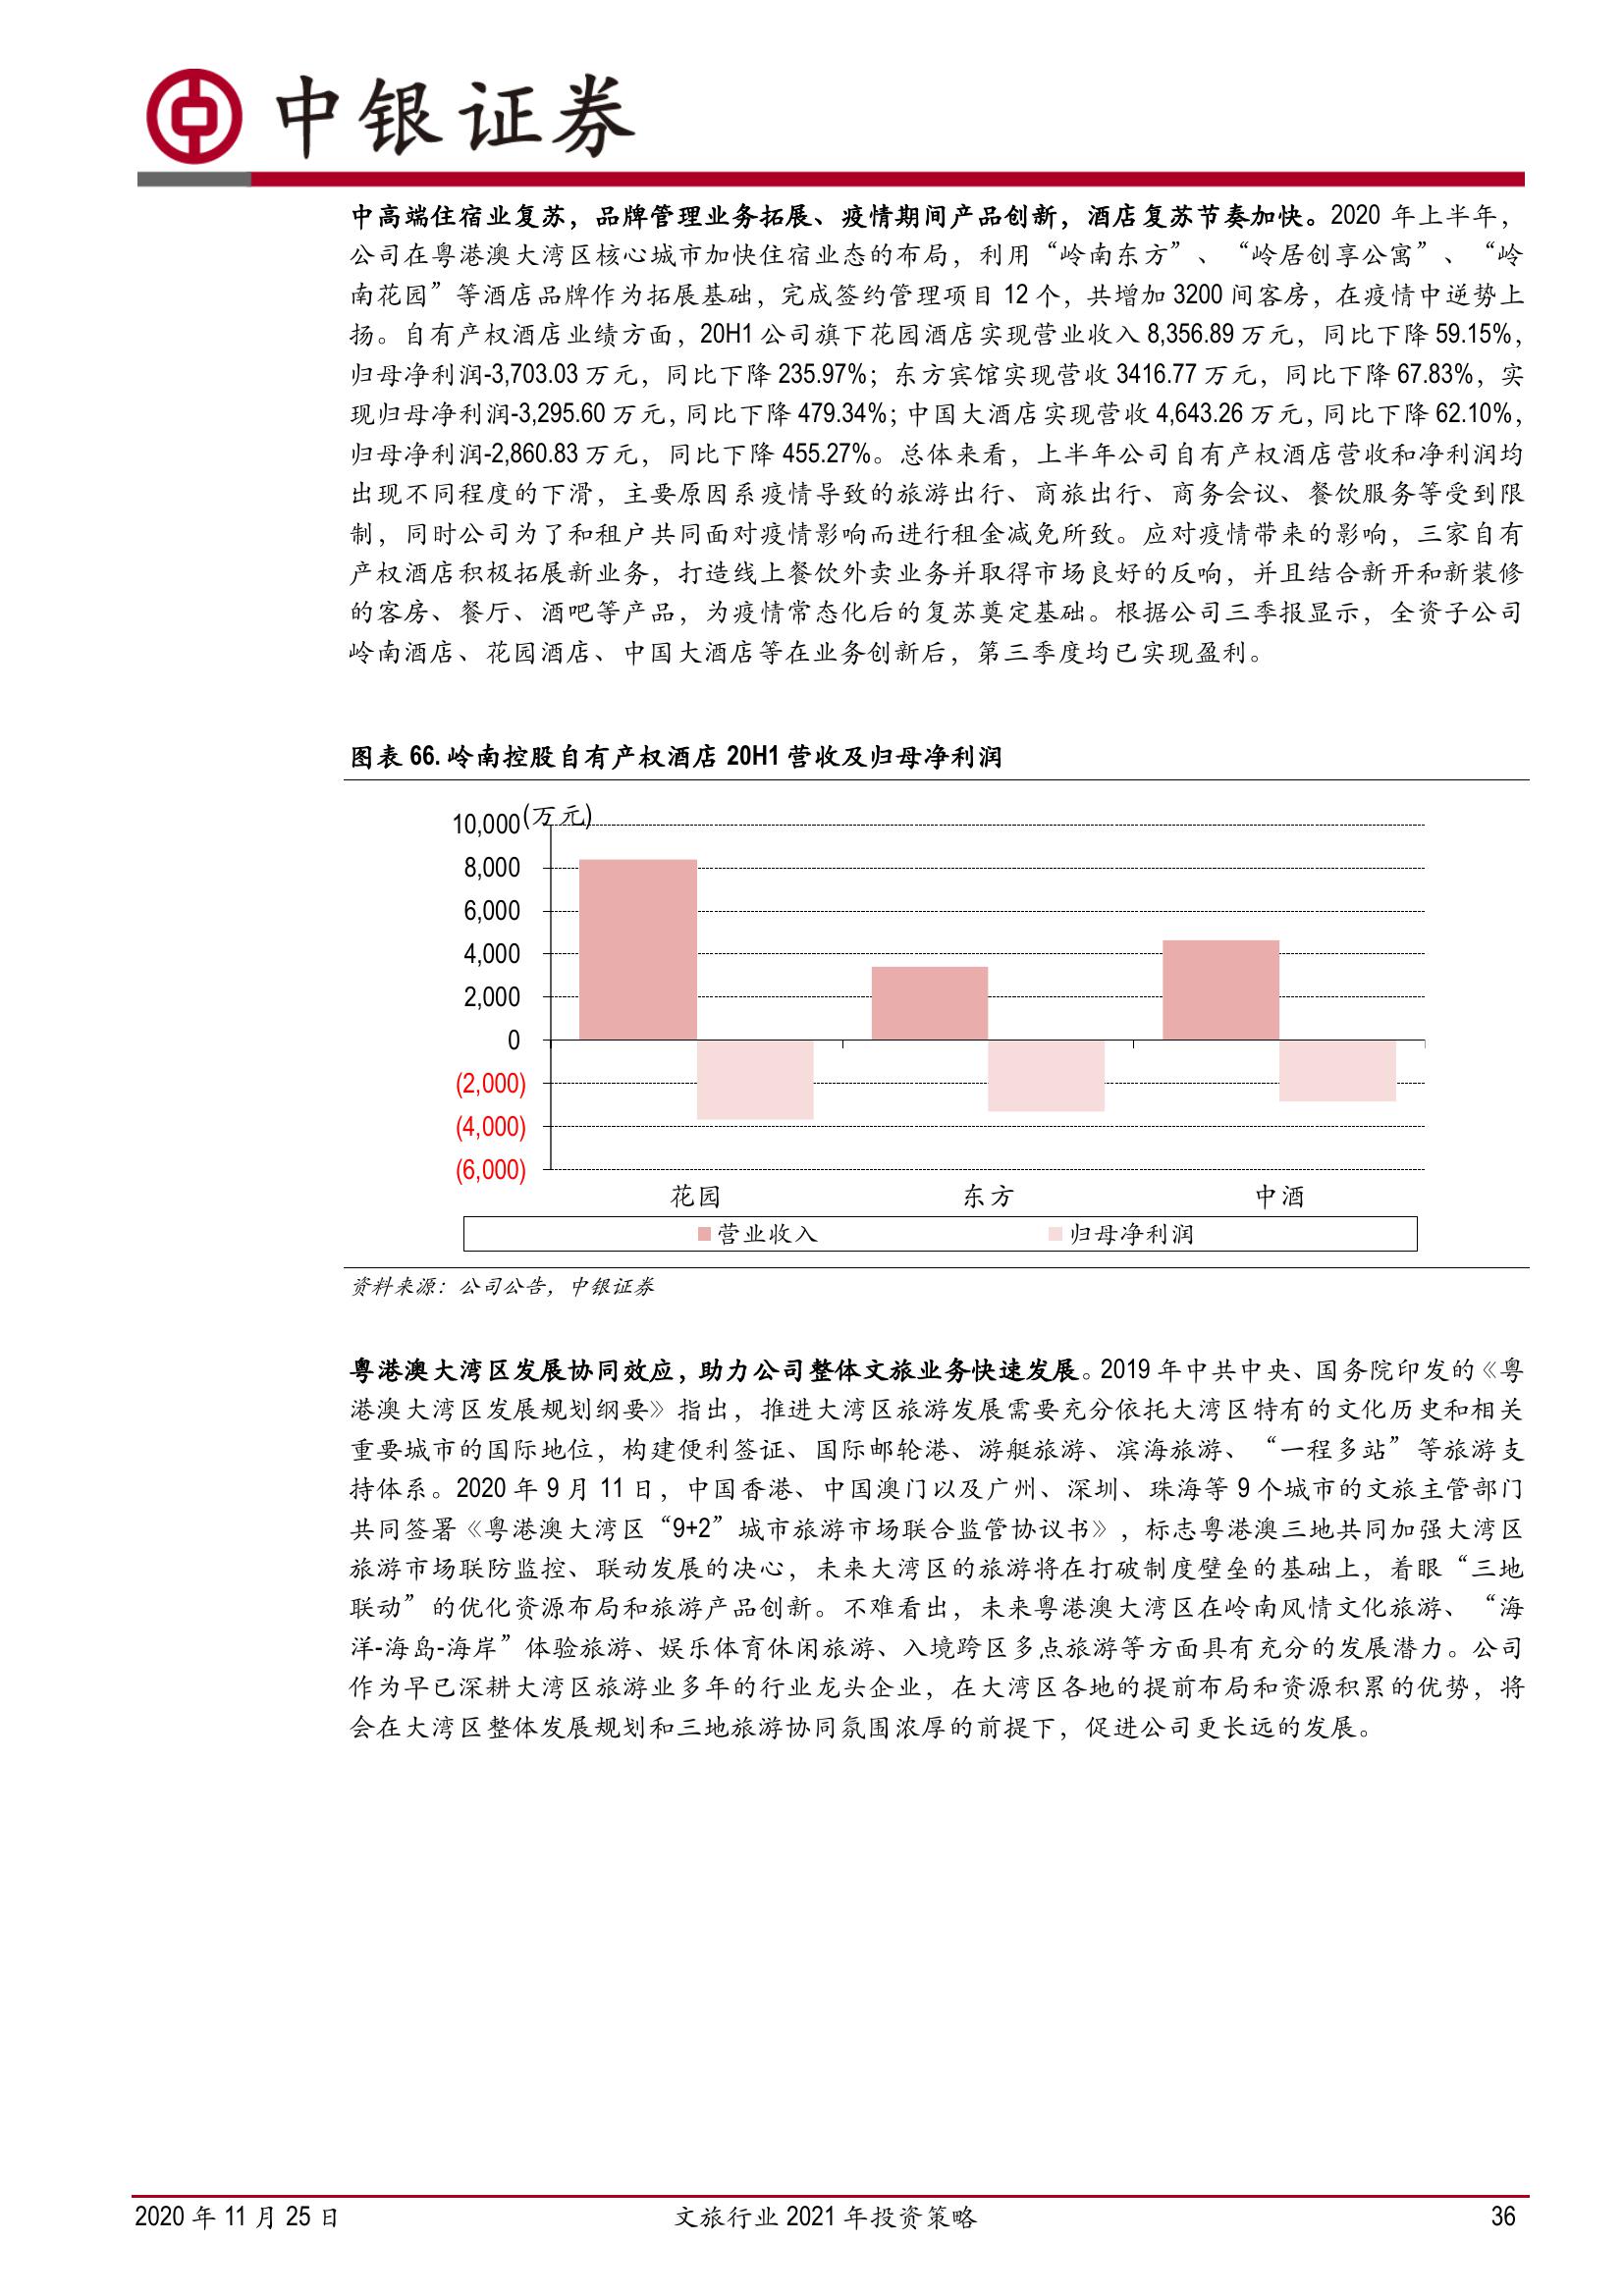 中银证券
中高端住宿业复苏，品牌管理业务拓展、疫情期间产品创新，酒店复苏节奏加快。2020 年上半年，
公司在粤港澳大湾区核心城市加快住宿业态的布局，利用“岭南东方”、“岭居创享公寓”、“岭
南花园”等酒店品牌作为拓展基础，完成签约管理项目 12 个，共增加 3200 间客房，在疫情中逆势上
扬。自有产权酒店业绩方面，20H1 公司旗下花园酒店实现营业收入 8,356.89 万元，同比下降 59.15%，
归母净利润-3,703.03 万元，同比下降 235.97%；东方宾馆实现营收 3416.77 万元，同比下降 67.83%，实
现归母净利润-3,295.60 万元，同比下降 479.34%；中国大酒店实现营收 4,643.26 万元，同比下降 62.10%，
归母净利润-2,860.83 万元，同比下降 455.27%。总体来看，上半年公司自有产权酒店营收和净利润均
出现不同程度的下滑，主要原因系疫情导致的旅游出行、商旅出行、商务会议、餐饮服务等受到限
制，同时公司为了和租户共同面对疫情影响而进行租金减免所致。应对疫情带来的影响，三家自有
产权酒店积极拓展新业务，打造线上餐饮外卖业务并取得市场良好的反响，并且结合新开和新装修
的客房、餐厅、酒吧等产品，为疫情常态化后的复苏奠定基础。根据公司三季报显示，全资子公司
岭南酒店、花园酒店、中国大酒店等在业务创新后，第三季度均已实现盈利。
图表 66. 岭南控股自有产权酒店 20H1 营收及归母净利润
(万元)
10,000
8,000
6,000
4,000
2,000
0
(2,000)
(4,000)
(6,000)
花园 东方 中酒
营业收入 归母净利润
资料来源：公司公告，中银证券
粤港澳大湾区发展协同效应，助力公司整体文旅业务快速发展。2019 年中共中央、国务院印发的《粤
港澳大湾区发展规划纲要》指出，推进大湾区旅游发展需要充分依托大湾区特有的文化历史和相关
重要城市的国际地位，构建便利签证、国际邮轮港、游艇旅游、滨海旅游、“一程多站”等旅游支
持体系。2020 年 9 月 11 日，中国香港、中国澳门以及广州、深圳、珠海等 9 个城市的文旅主管部门
共同签署《粤港澳大湾区“9+2”城市旅游市场联合监管协议书》，标志粤港澳三地共同加强大湾区
旅游市场联防监控、联动发展的决心，未来大湾区的旅游将在打破制度壁垒的基础上，着眼“三地
联动”的优化资源布局和旅游产品创新。不难看出，未来粤港澳大湾区在岭南风情文化旅游、“海
洋-海岛-海岸”体验旅游、娱乐体育休闲旅游、入境跨区多点旅游等方面具有充分的发展潜力。公司
作为早已深耕大湾区旅游业多年的行业龙头企业，在大湾区各地的提前布局和资源积累的优势，将
会在大湾区整体发展规划和三地旅游协同氛围浓厚的前提下，促进公司更长远的发展。
2020 年 11 月 25 日 文旅行业 2021 年投资策略 36